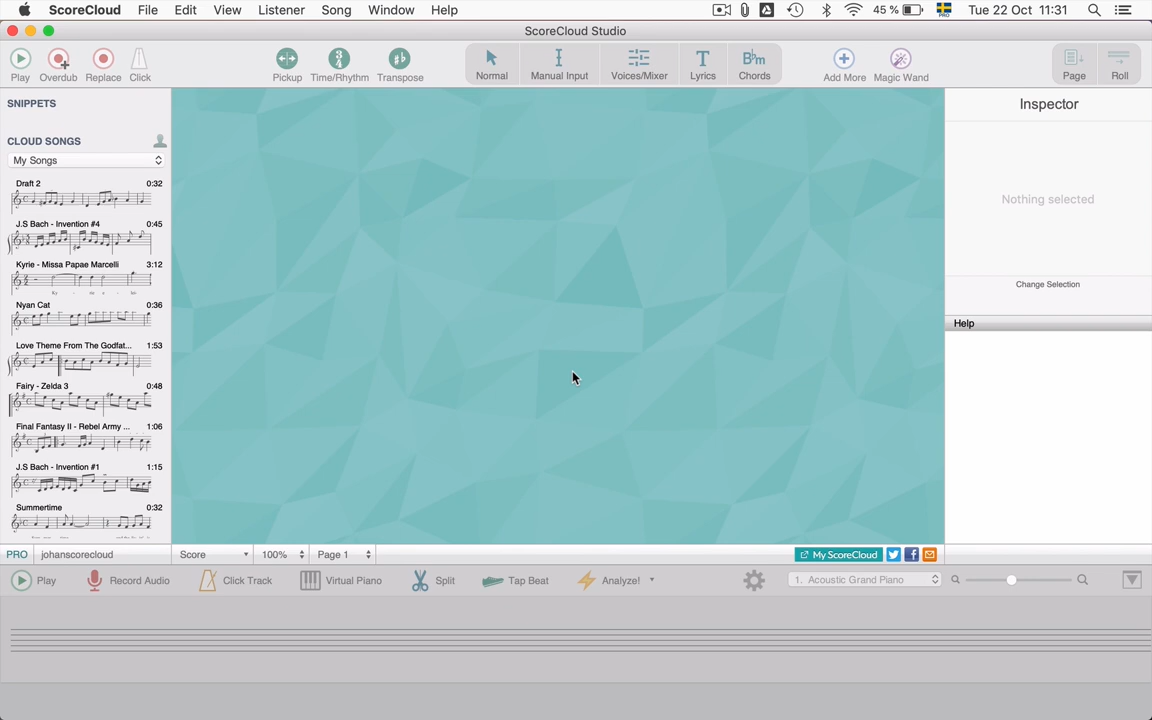 ScoreCloud File Edit View Listener Song Window Help 45 % PRO Tue 22 Oct 11:31
ScoreCloud Studio
Play Overdub Replace Click Pickup Time/Rhythm Transpose Normal Manual Input Voices/Mixer Lyrics Chords Add More Magic Wand Page Roll
SNIPPETS
CLOUD SONGS
My Songs
Draft 2 0:32
J.S Bach - Invention #4 0:45
Kyrie - Missa Papae Marcelli 3:12
Nyan Cat 0:36
Love Theme From The Godfat... 1:53
Fairy - Zelda 3 0:48
Final Fantasy II - Rebel Army ... 1:06
J.S Bach - Invention #1 1:15
Summertime 0:32
Inspector
Nothing selected
Change Selection
Help
PRO johanscorecloud Score 100% Page 1 My ScoreCloud
Play Record Audio Click Track Virtual Piano Split Tap Beat Analyze! 1. Acoustic Grand Piano